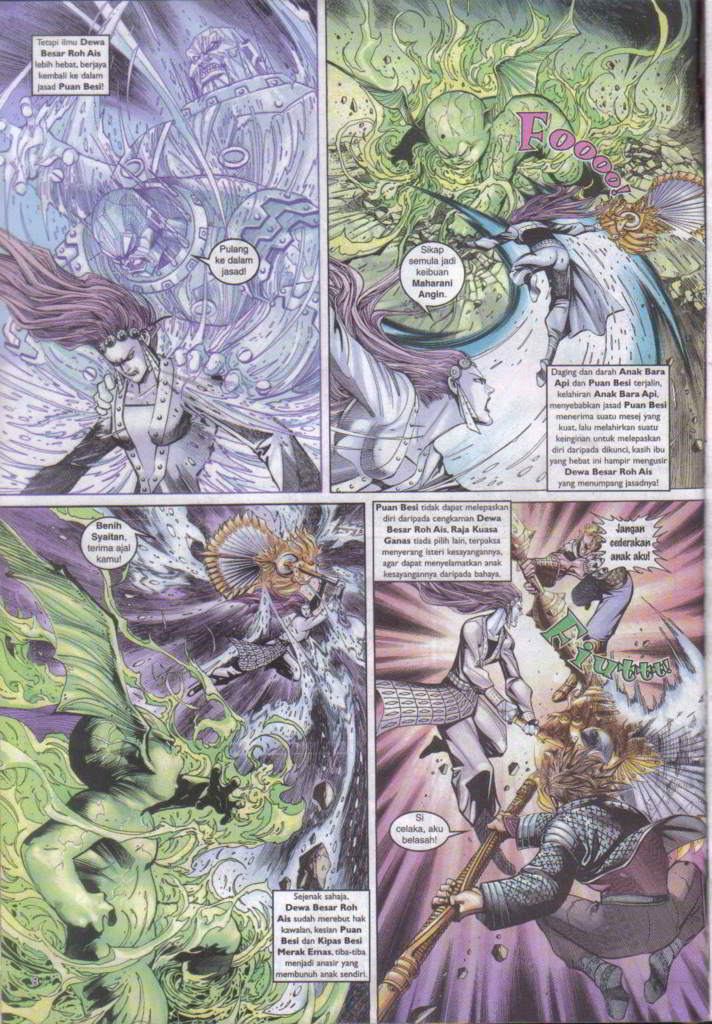 Tetapi ilmu Dewa
Besar Roh Ais
lebih hebat, berjaya
kembali ke dalam
jasad Puan Besi!
Pulang
ke dalam
jasad!
Foooo!
Sikap
semula jadi
keibuan
Maharani
Angin.
Daging dan darah Anak Bara
Api dan Puan Besi terjalin,
kelahiran Anak Bara Api,
menyebabkan jasad Puan Besi
menerima suatu mesej yang
kuat, lalu melahirkan suatu
keinginan untuk melepaskan
diri daripada dikunci, kasih ibu
yang hebat ini hampir mengusir
Dewa Besar Roh Ais
yang menumpang jasadnya!
Benih
Syaitan,
terima ajal
kamu!
Sejenak sahaja,
Dewa Besar Roh
Ais sudah merebut hak
kawalan, kesian Puan
Besi dan Kipas Besi
Merak Emas, tiba-tiba
menjadi anasir yang
membunuh anak sendiri.
Puan Besi tidak dapat melepaskan
diri daripada cengkaman Dewa
Besar Roh Ais, Raja Kuasa
Ganas tiada pilih lain, terpaksa
menyerang isteri kesayangannya,
agar dapat menyelamatkan anak
kesayangannya daripada bahaya.
Jangan
cederakan
anak aku!
Fiuttt!
Si
celaka, aku
belasah!